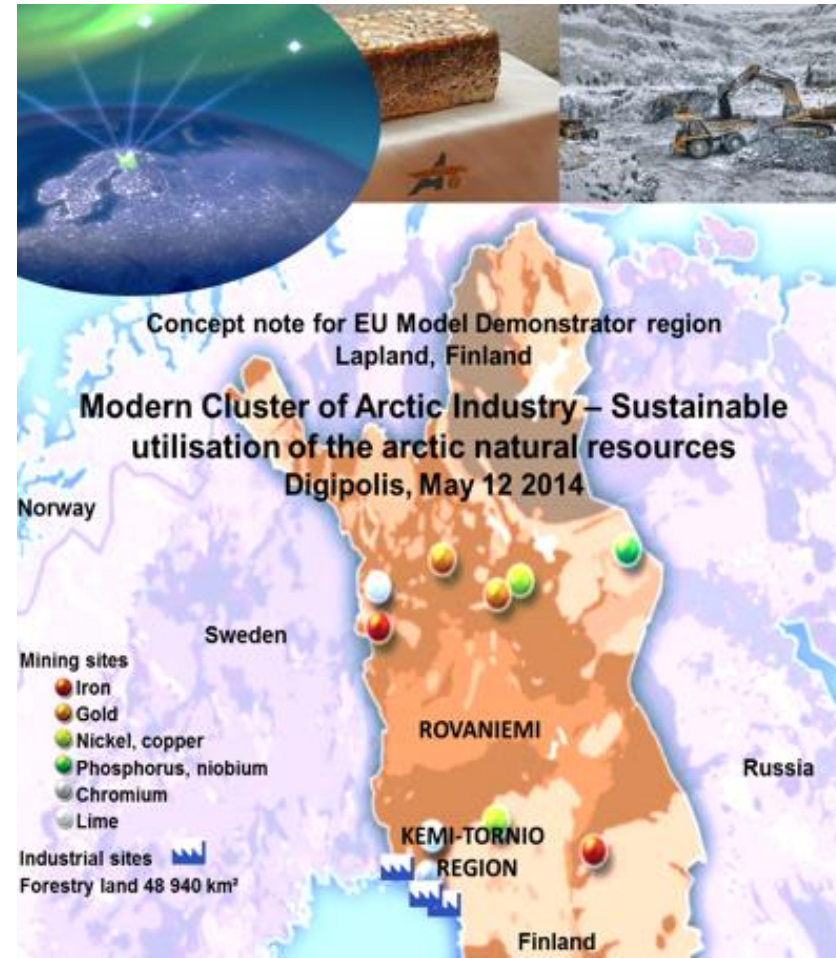 Concept note for EU Model Demonstrator region
Lapland, Finland
Modern Cluster of Arctic Industry – Sustainable
utilisation of the arctic natural resources
Digipolis, May 12 2014
Norway
Sweden
Mining sites
Iron
Gold
Nickel, copper
Phosphorus, niobium
Chromium
Lime
Industrial sites
Forestry land 48 940 km²
ROVANIEMI
Russia
KEMI-TORNIO
REGION
Finland